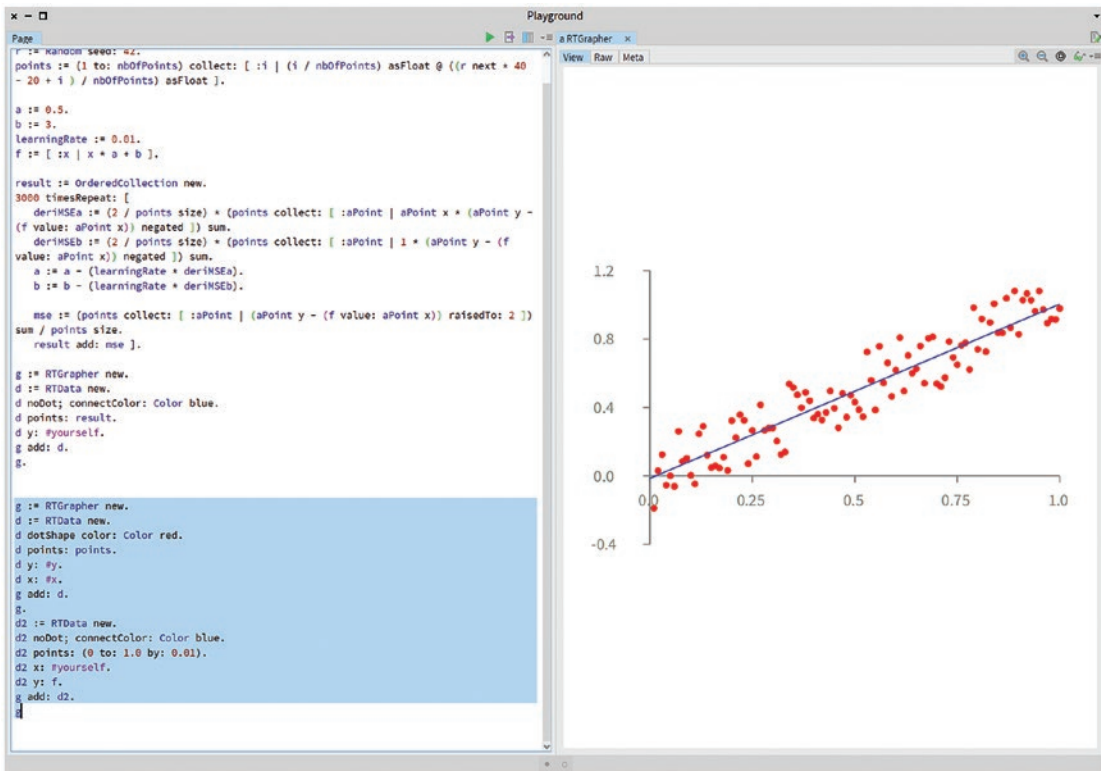 Playground
Page
a RTGrapher ×
View Raw Meta
r := Random seed: 42.
points := (1 to: nbOfPoints) collect: [ :i | (i / nbOfPoints) asFloat @ ((r next * 40
- 20 + i ) / nbOfPoints) asFloat ].
a := 0.5.
b := 3.
learningRate := 0.01.
f := [ :x | x * a + b ].
result := OrderedCollection new.
3000 timesRepeat: [
deriMSEa := (2 / points size) * (points collect: [ :aPoint | aPoint x * (aPoint y -
(f value: aPoint x)) negated ]) sum.
deriMSEb := (2 / points size) * (points collect: [ :aPoint | 1 * (aPoint y - (f
value: aPoint x)) negated ]) sum.
a := a - (learningRate * deriMSEa).
b := b - (learningRate * deriMSEb).
mse := (points collect: [ :aPoint | (aPoint y - (f value: aPoint x)) raisedTo: 2 ])
sum / points size.
result add: mse ].
g := RTGrapher new.
d := RTData new.
d noDot; connectColor: Color blue.
d points: result.
d y: #yourself.
g add: d.
g.
g := RTGrapher new.
d := RTData new.
d dotShape color: Color red.
d points: points.
d y: #y.
d x: #x.
g add: d.
g.
d2 := RTData new.
d2 noDot; connectColor: Color blue.
d2 points: (0 to: 1.0 by: 0.01).
d2 x: #yourself.
d2 y: f.
g add: d2.
g
1.2
0.8
0.4
0.0
-0.4
0.0 0.25 0.5 0.75 1.0